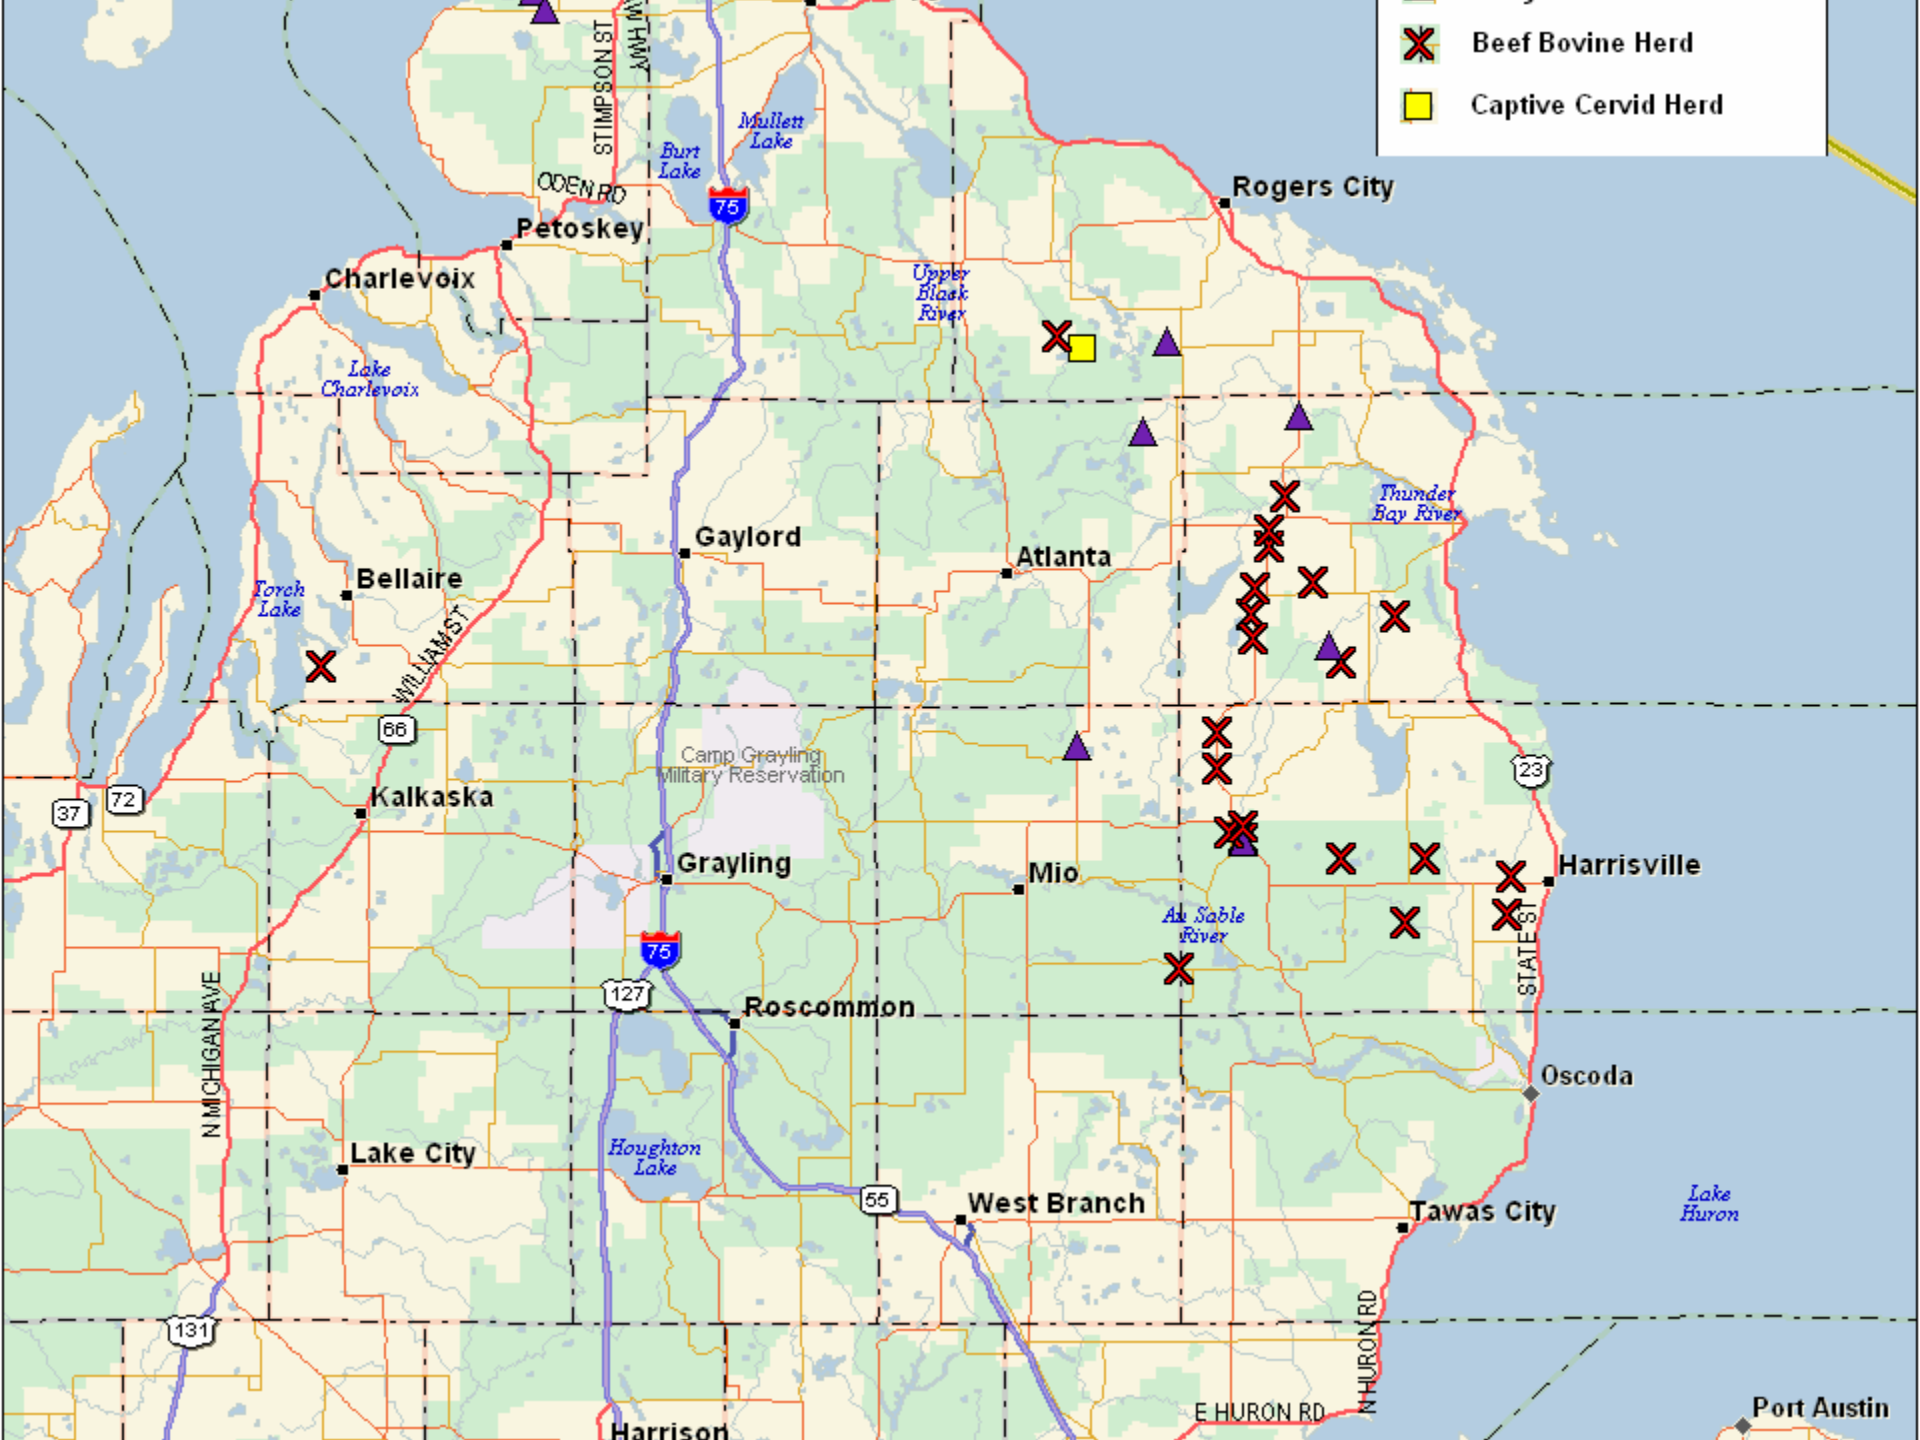 STIMPSON ST
W HWY
Beef Bovine Herd
Captive Cervid Herd
Mullett
Lake
Burt
Lake
ODEN RD
75
Rogers City
Petoskey
Charlevoix
Upper
Black
River
Lake
Charlevoix
Thunder
Bay River
Gaylord
Atlanta
Bellaire
Torch
Lake
WILLIAM ST
66
Camp Grayling
Military Reservation
23
37
72
Kalkaska
Grayling
Mio
Harrisville
Au Sable
River
STATE ST
75
127
N MICHIGAN AVE
Roscommon
Oscoda
Lake City
Houghton
Lake
55
West Branch
Tawas City
Lake
Huron
131
N HURON RD
E HURON RD
Port Austin
Harrison